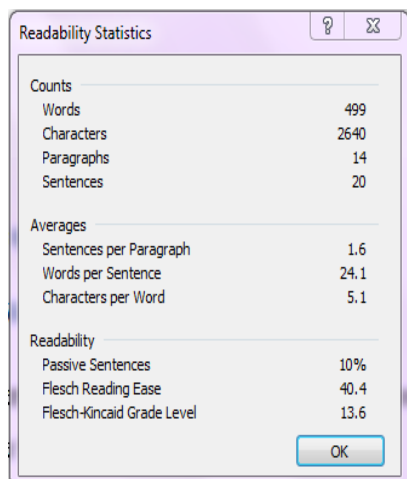 Readability Statistics ?
Counts
Words 499
Characters 2640
Paragraphs 14
Sentences 20
Averages
Sentences per Paragraph 1.6
Words per Sentence 24.1
Characters per Word 5.1
Readability
Passive Sentences 10%
Flesch Reading Ease 40.4
Flesch-Kincaid Grade Level 13.6
OK